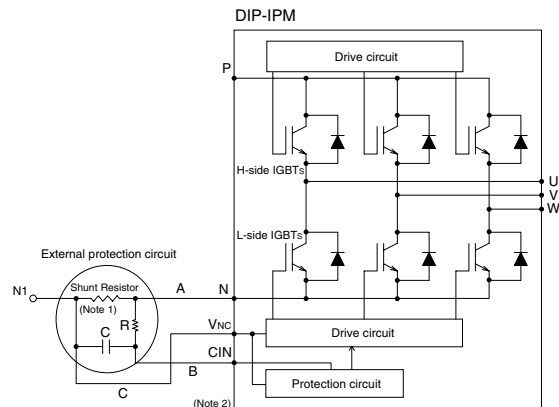 DIP-IPM
Drive circuit
P
H-side IGBTs
U
V
W
L-side IGBTs
External protection circuit
N1
Shunt Resistor
(Note 1)
A
N
R
C
VNC
Drive circuit
CIN
B
C
Protection circuit
(Note 2)